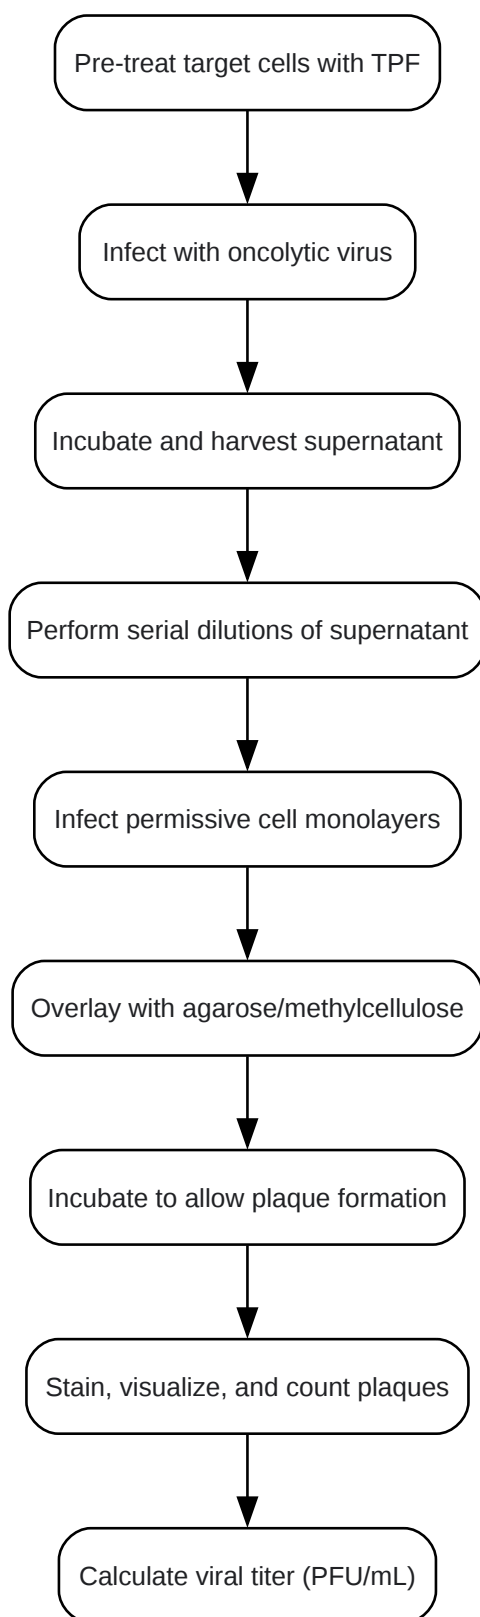 Pre-treat target cells with TPF
Infect with oncolytic virus
Incubate and harvest supernatant
Perform serial dilutions of supernatant
Infect permissive cell monolayers
Overlay with agarose/methylcellulose
Incubate to allow plaque formation
Stain, visualize, and count plaques
Calculate viral titer (PFU/mL)